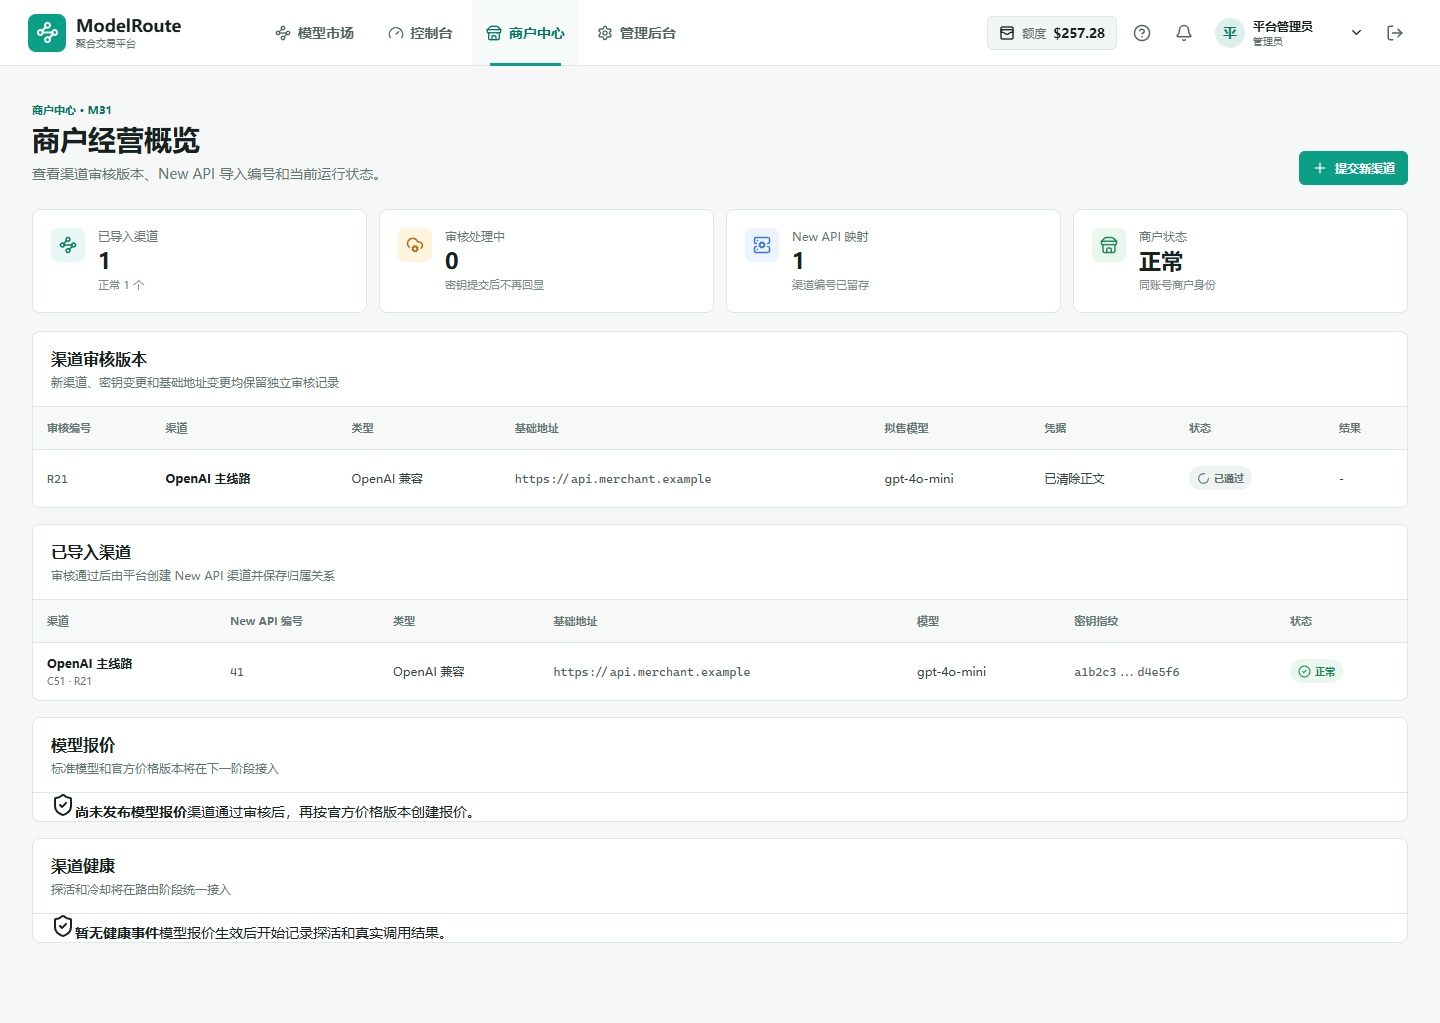 ModelRoute
聚合交易平台
模型市场
控制台
商户中心
管理后台
额度 $257.28
平
平台管理员
管理员
商户中心 • M31
商户经营概览
查看渠道审核版本、New API 导入编号和当前运行状态。
提交新渠道
已导入渠道
1
正常 1 个
审核处理中
0
密钥提交后不再回显
New API 映射
1
渠道编号已留存
商户状态
正常
同账号商户身份
渠道审核版本
新渠道、密钥变更和基础地址变更均保留独立审核记录
审核编号 渠道 类型 基础地址 拟售模型 凭据 状态 结果
R21 OpenAI 主线路 OpenAI 兼容 https://api.merchant.example gpt-4o-mini 已清除正文 已通过 -
已导入渠道
审核通过后由平台创建 New API 渠道并保存归属关系
渠道 New API 编号 类型 基础地址 模型 密钥指纹 状态
OpenAI 主线路 41 OpenAI 兼容 https://api.merchant.example gpt-4o-mini a1b2c3...d4e5f6 正常
C51 · R21
模型报价
标准模型和官方价格版本将在下一阶段接入
尚未发布模型报价渠道通过审核后，再按官方价格版本创建报价。
渠道健康
探活和冷却将在路由阶段统一接入
暂无健康事件模型报价生效后开始记录探活和真实调用结果。